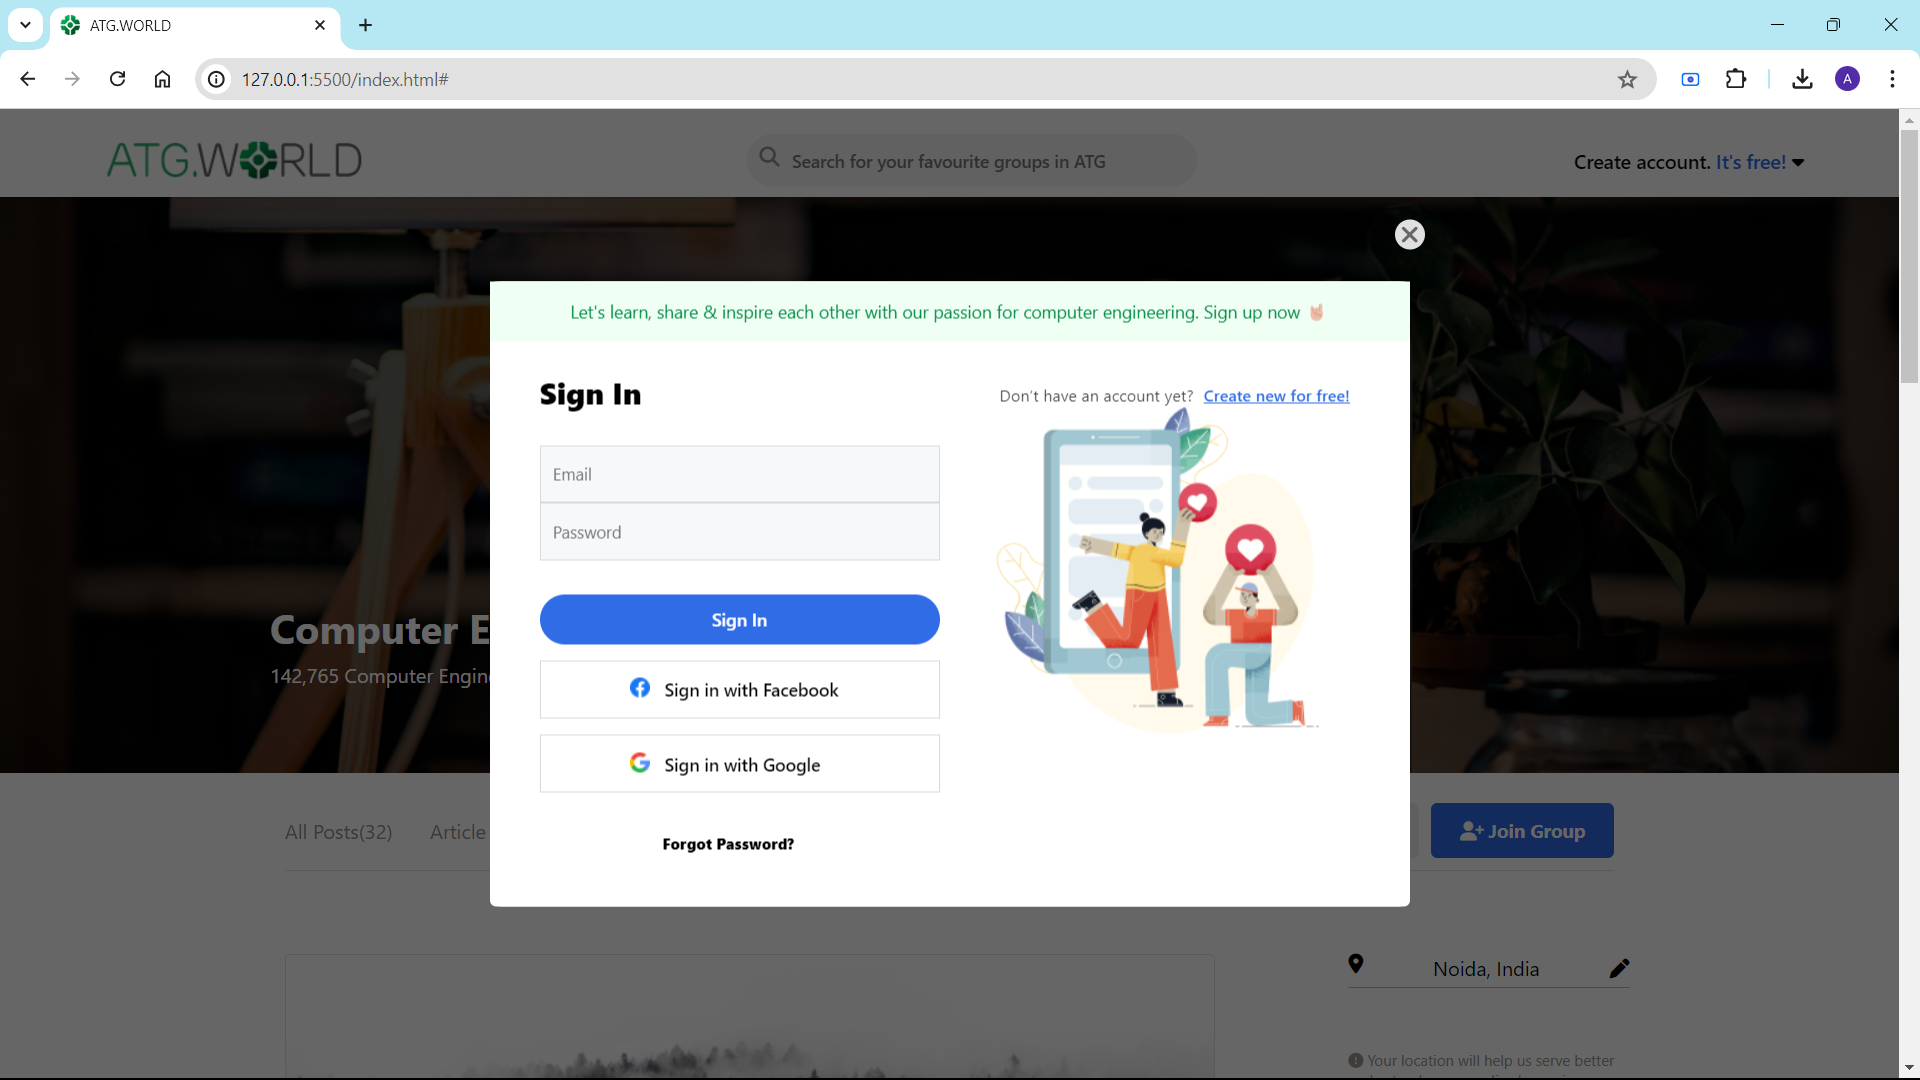 ATG.WORLD
127.0.0.1:5500/index.html#
A
ATG.WORLD
Search for your favourite groups in ATG
Create account. It's free!
Let's learn, share & inspire each other with our passion for computer engineering. Sign up now 🤘🏼
Sign In
Don't have an account yet? Create new for free!
Email
Password
Sign In
Computer E
142,765 Computer Engine
Sign in with Facebook
Sign in with Google
All Posts(32) Article
Join Group
Forgot Password?
Noida, India
Your location will help us serve better